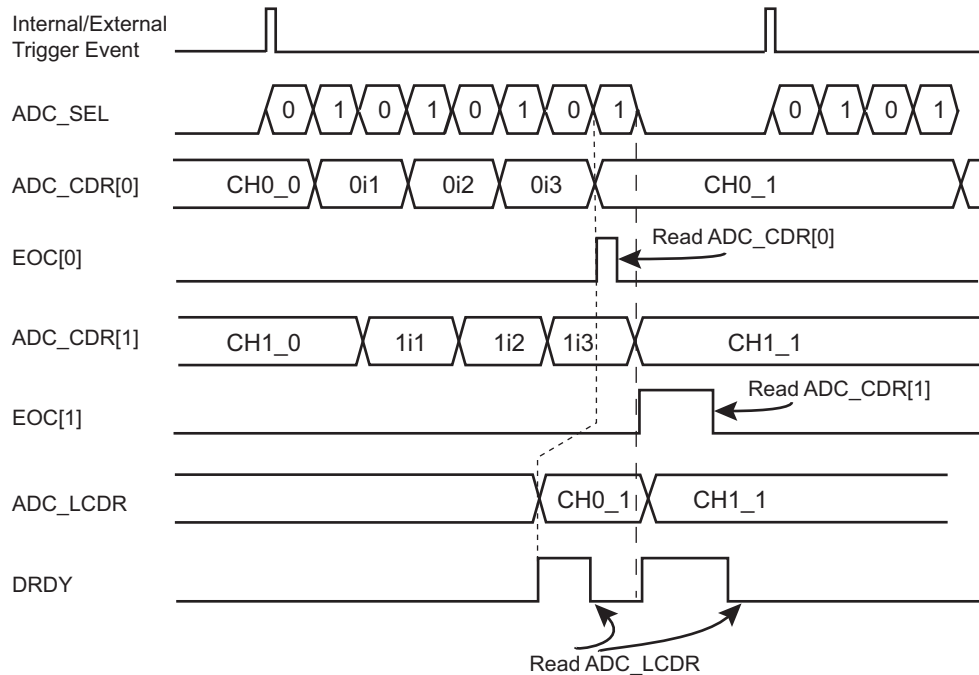 Internal/External
Trigger Event
ADC_SEL
0 1 0 1 0 1 0 1 0 1 0 1
ADC_CDR[0]
CH0_0 0i1 0i2 0i3 CH0_1
EOC[0]
Read ADC_CDR[0]
ADC_CDR[1]
CH1_0 1i1 1i2 1i3 CH1_1
EOC[1]
Read ADC_CDR[1]
ADC_LCDR
CH0_1 CH1_1
DRDY
Read ADC_LCDR